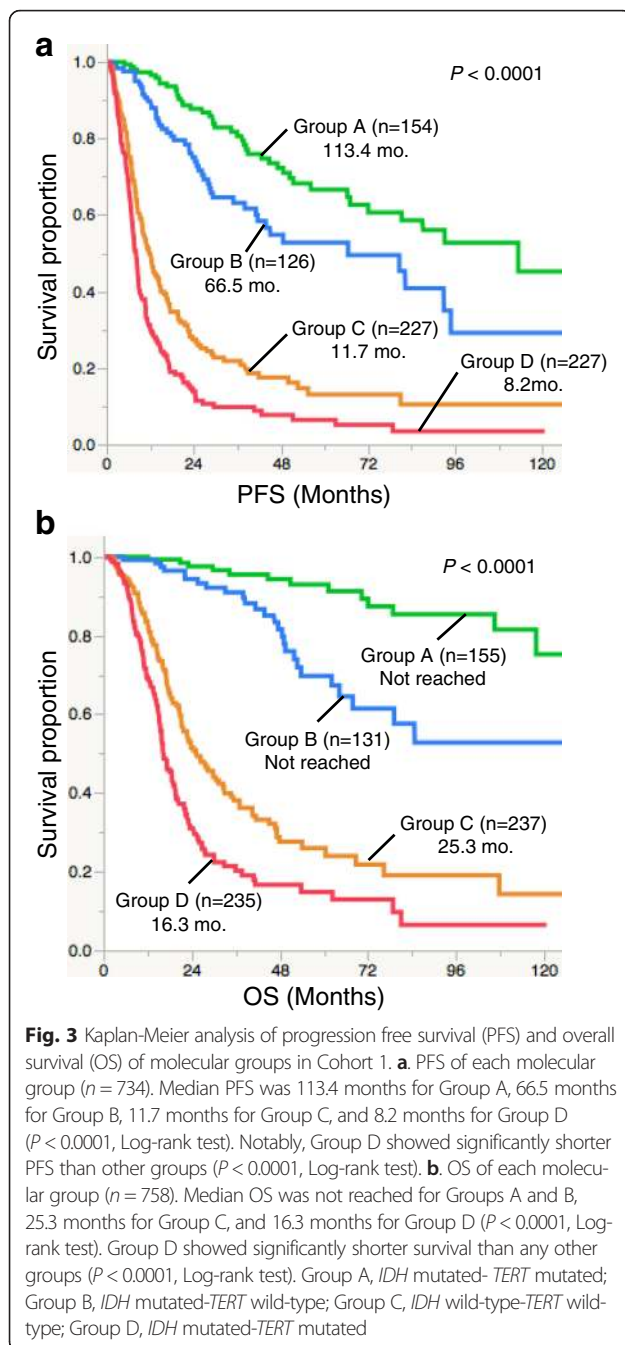 a
1.0
0.8
0.6
0.4
0.2
0.0
Survival proportion
P < 0.0001
Group A (n=154)
113.4 mo.
Group B (n=126)
66.5 mo.
Group C (n=227)
11.7 mo.
Group D (n=227)
8.2mo.
0 24 48 72 96 120
PFS (Months)
b
1.0
0.8
0.6
0.4
0.2
0.0
Survival proportion
P < 0.0001
Group A (n=155)
Not reached
Group B (n=131)
Not reached
Group C (n=237)
25.3 mo.
Group D (n=235)
16.3 mo.
0 24 48 72 96 120
OS (Months)
Fig. 3 Kaplan-Meier analysis of progression free survival (PFS) and overall
survival (OS) of molecular groups in Cohort 1. a. PFS of each molecular
group (n = 734). Median PFS was 113.4 months for Group A, 66.5 months
for Group B, 11.7 months for Group C, and 8.2 months for Group D
(P < 0.0001, Log-rank test). Notably, Group D showed significantly shorter
PFS than other groups (P < 0.0001, Log-rank test). b. OS of each molecu-
lar group (n = 758). Median OS was not reached for Groups A and B,
25.3 months for Group C, and 16.3 months for Group D (P < 0.0001, Log-
rank test). Group D showed significantly shorter survival than any other
groups (P < 0.0001, Log-rank test). Group A, IDH mutated- TERT mutated;
Group B, IDH mutated-TERT wild-type; Group C, IDH wild-type-TERT wild-
type; Group D, IDH mutated-TERT mutated